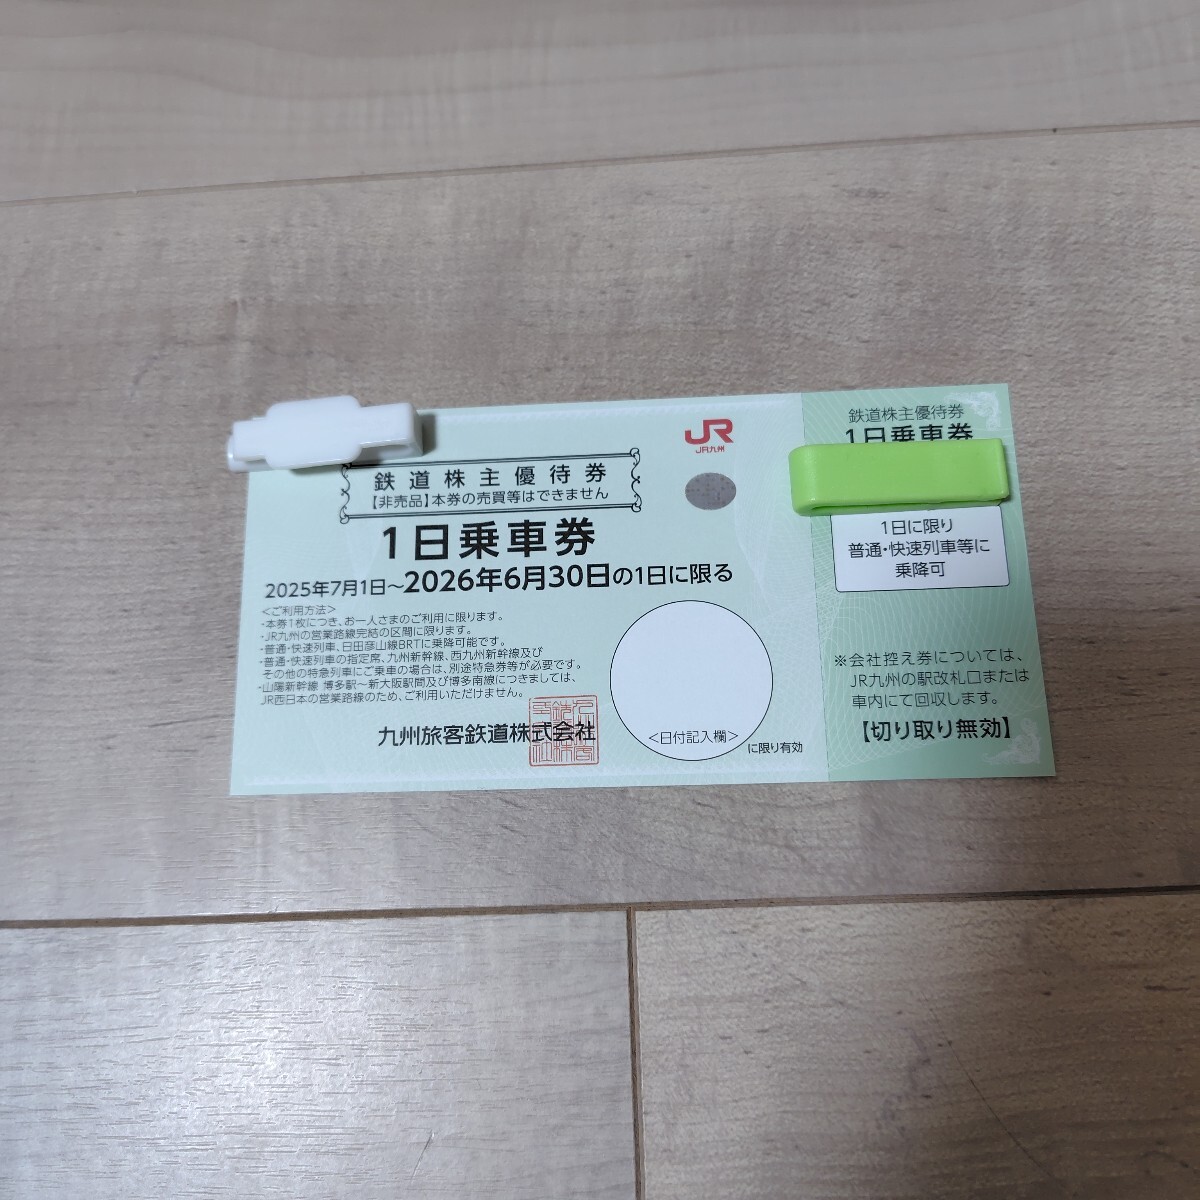 JR
JR九州
鉄道株主優待券
【非売品】本券の売買等はできません
1日乗車券
2025年7月1日～2026年6月30日の1日に限る
＜ご利用方法＞
・本券1枚につき、お一人さまのご利用に限ります。
・JR九州の営業路線完結の区間に限ります。
・普通・快速列車、日田彦山線BRTに乗降可能です。
・普通・快速列車の指定席、九州新幹線、西九州新幹線及び
その他の特急列車にご乗車の場合は、別途特急券等が必要です。
・山陽新幹線 博多駅～新大阪駅間及び博多南線につきましては、
JR西日本の営業路線のため、ご利用いただけません。
九州旅客鉄道株式会社
＜日付記入欄＞
に限り有効
鉄道株主優待券
1日乗車券
1日に限り
普通・快速列車等に
乗降可
※会社控え券については、
JR九州の駅改札口または
車内にて回収します。
【切り取り無効】